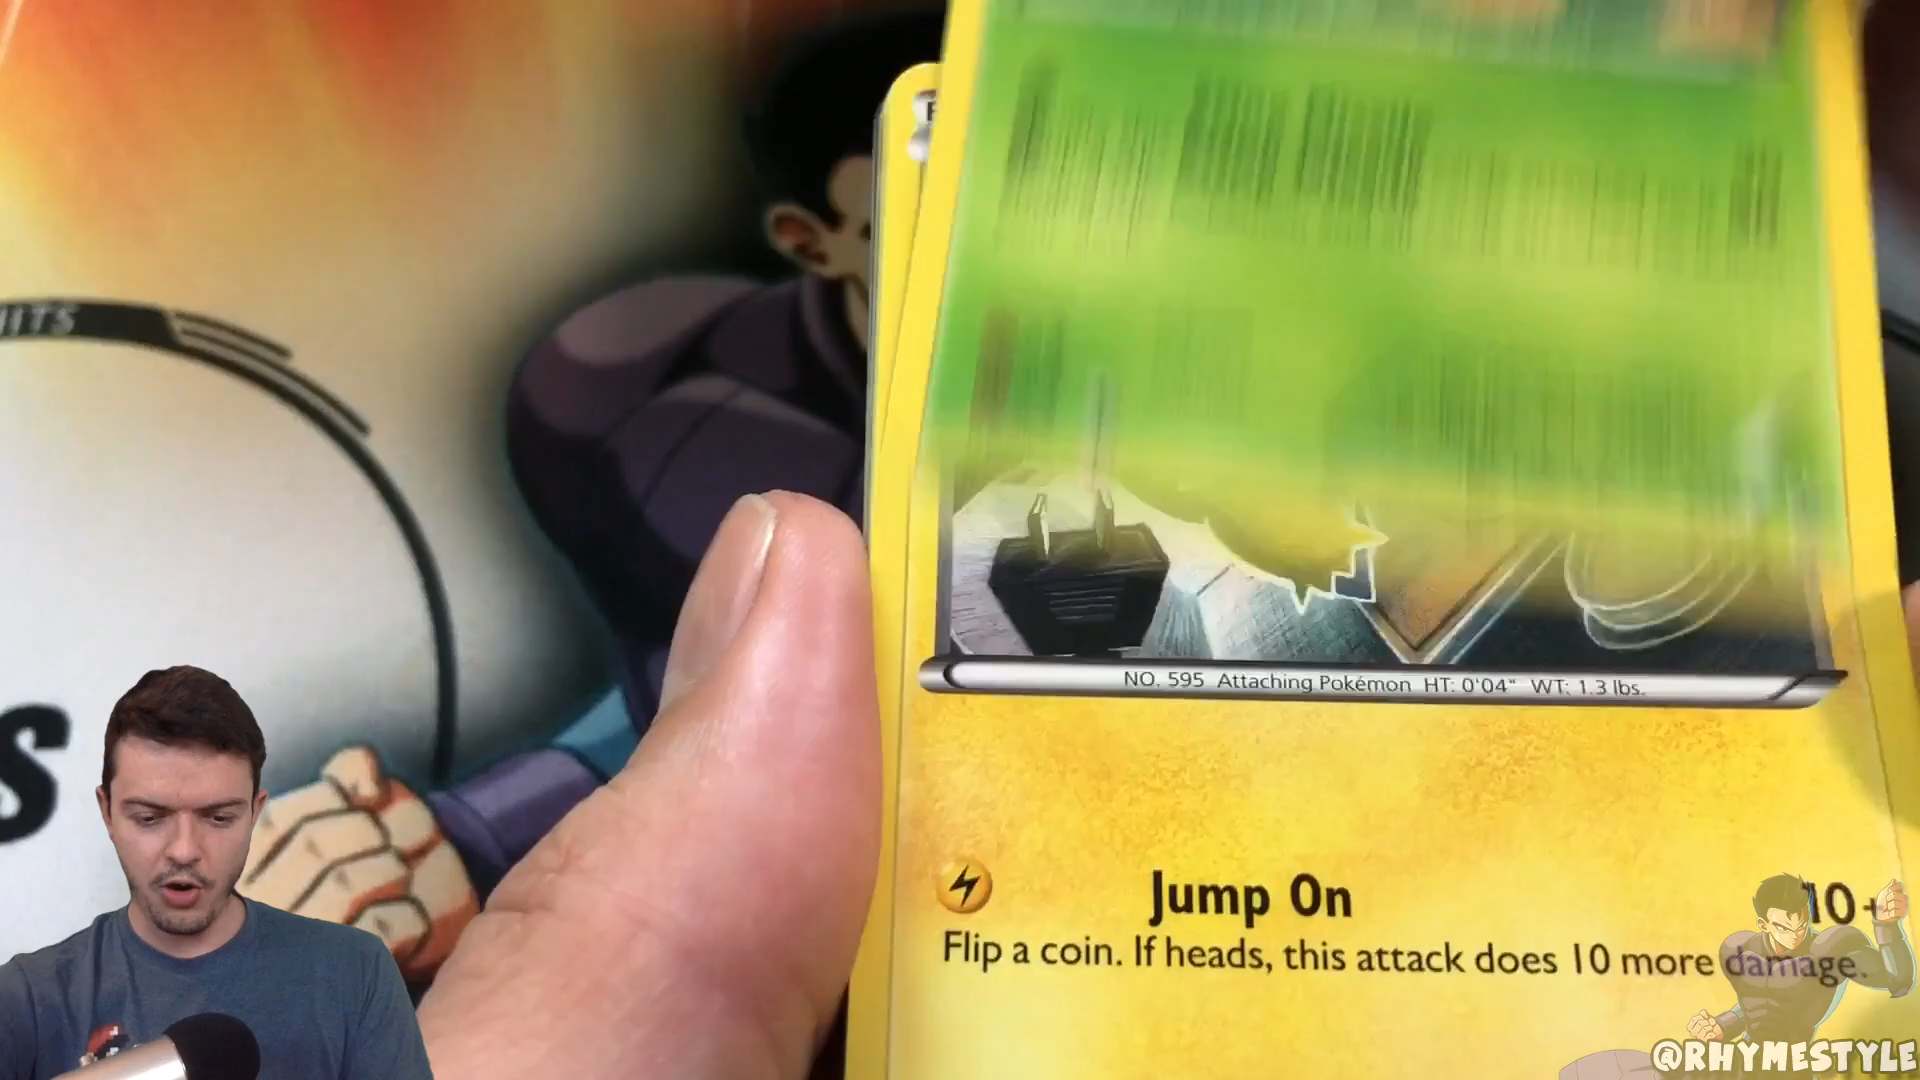 NO. 595 Attaching Pokémon HT: 0'04" WT: 1.3 lbs.
Jump On 10+
Flip a coin. If heads, this attack does 10 more damage.
@RHYMESTYLE